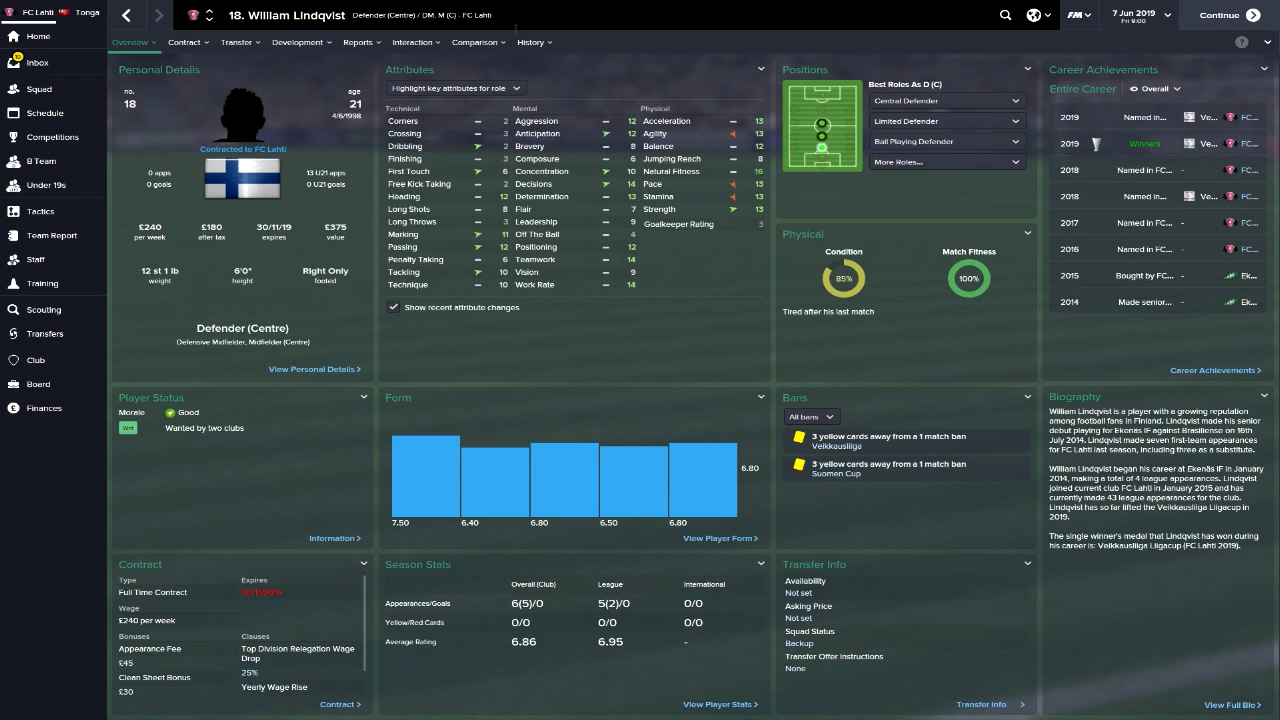 FC Lahti Tonga
18. William Lindqvist Defender (Centre) / DM, M (C) - FC Lahti
FM
7 Jun 2019
Fri 9:00
Continue
Home
10
Inbox
Squad
Schedule
Competitions
B Team
Under 19s
Tactics
Team Report
Staff
Training
Scouting
Transfers
Club
Board
Finances
Overview Contract Transfer Development Reports Interaction Comparison History
Personal Details
no.
18
age
21
4/6/1998
Contracted to FC Lahti
0 apps
0 goals
13 U21 apps
0 U21 goals
£240
per week
£180
after tax
30/11/19
expires
£375
value
12 st 1 lb
weight
6'0"
height
Right Only
footed
Defender (Centre)
Defensive Midfielder, Midfielder (Centre)
View Personal Details >
Attributes
Highlight key attributes for role
Technical Mental Physical
Corners 2 Aggression 12 Acceleration 13
Crossing 3 Anticipation 12 Agility 13
Dribbling 2 Bravery 8 Balance 12
Finishing 3 Composure 6 Jumping Reach 8
First Touch 6 Concentration 10 Natural Fitness 16
Free Kick Taking 2 Decisions 14 Pace 13
Heading 12 Determination 13 Stamina 13
Long Shots 8 Flair 7 Strength 13
Long Throws 3 Leadership 9 Goalkeeper Rating 3
Marking 11 Off The Ball 4
Passing 12 Positioning 12
Penalty Taking 6 Teamwork 14
Tackling 10 Vision 9
Technique 10 Work Rate 14
Show recent attribute changes
Positions
Best Roles As D (C)
Central Defender
Limited Defender
Ball Playing Defender
More Roles...
Physical
Condition
85%
Match Fitness
100%
Tired after his last match
Career Achievements
Entire Career Overall
2019 Named in... Ve... FC...
2019 Winners Ve... FC...
2018 Named in... - FC...
2018 Named in... Ve... FC...
2017 Named in... - FC...
2016 Named in... - FC...
2015 Bought by FC... - Ek...
2014 Made senior... - Ek...
Career Achievements >
Player Status
Morale Good
Wnt Wanted by two clubs
Information >
Form
6.80
7.50 6.40 6.80 6.50 6.80
View Player Form >
Bans
All bans
3 yellow cards away from a 1 match ban
Veikkausliiga
3 yellow cards away from a 1 match ban
Suomen Cup
Biography
William Lindqvist is a player with a growing reputation
among football fans in Finland. Lindqvist made his senior
debut playing for Ekenäs IF against Brasiliense on 16th
July 2014. Lindqvist made seven first-team appearances
for FC Lahti last season, including three as a substitute.
William Lindqvist began his career at Ekenäs IF in January
2014, making a total of 4 league appearances. Lindqvist
joined current club FC Lahti in January 2015 and has
currently made 43 league appearances for the club.
Lindqvist has so far lifted the Veikkausliiga Liigacup in
2019.
The single winner's medal that Lindqvist has won during
his career is: Veikkausliiga Liigacup (FC Lahti 2019).
View Full Bio >
Contract
Type
Full Time Contract
Expires
30/11/2019
Wage
£240 per week
Bonuses
Appearance Fee
£45
Clean Sheet Bonus
£30
Clauses
Top Division Relegation Wage
Drop
25%
Yearly Wage Rise
Contract >
Season Stats
Overall (Club) League International
Appearances/Goals 6(5)/0 5(2)/0 0/0
Yellow/Red Cards 0/0 0/0 0/0
Average Rating 6.86 6.95 -
View Player Stats >
Transfer Info
Availability
Not set
Asking Price
Not set
Squad Status
Backup
Transfer Offer Instructions
None
Transfer Info >